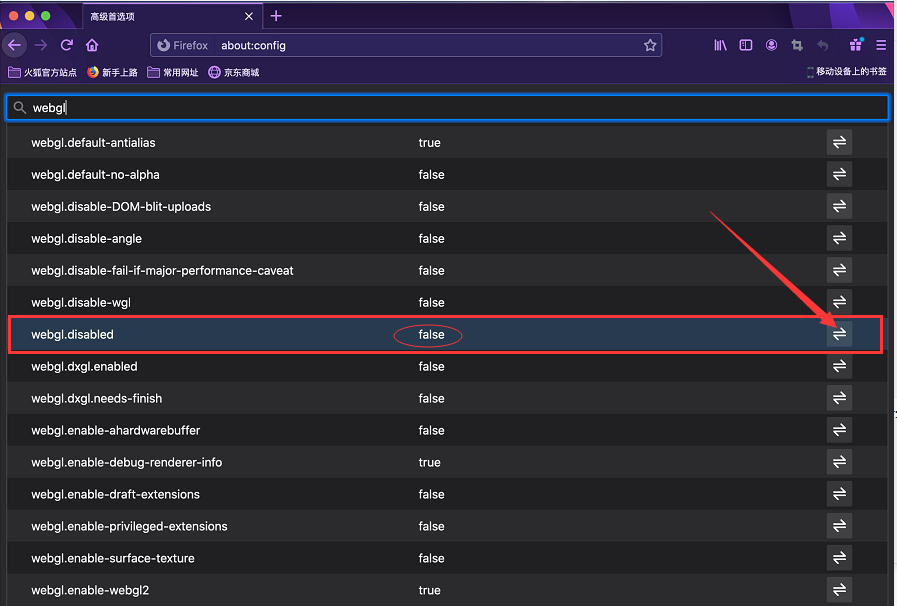 高级首选项
Firefox about:config
火狐官方站点 新手上路 常用网址 京东商城 移动设备上的书签
webgl
webgl.default-antialias true
webgl.default-no-alpha false
webgl.disable-DOM-blit-uploads false
webgl.disable-angle false
webgl.disable-fail-if-major-performance-caveat false
webgl.disable-wgl false
webgl.disabled false
webgl.dxgl.enabled false
webgl.dxgl.needs-finish false
webgl.enable-ahardwarebuffer false
webgl.enable-debug-renderer-info true
webgl.enable-draft-extensions false
webgl.enable-privileged-extensions false
webgl.enable-surface-texture false
webgl.enable-webgl2 true